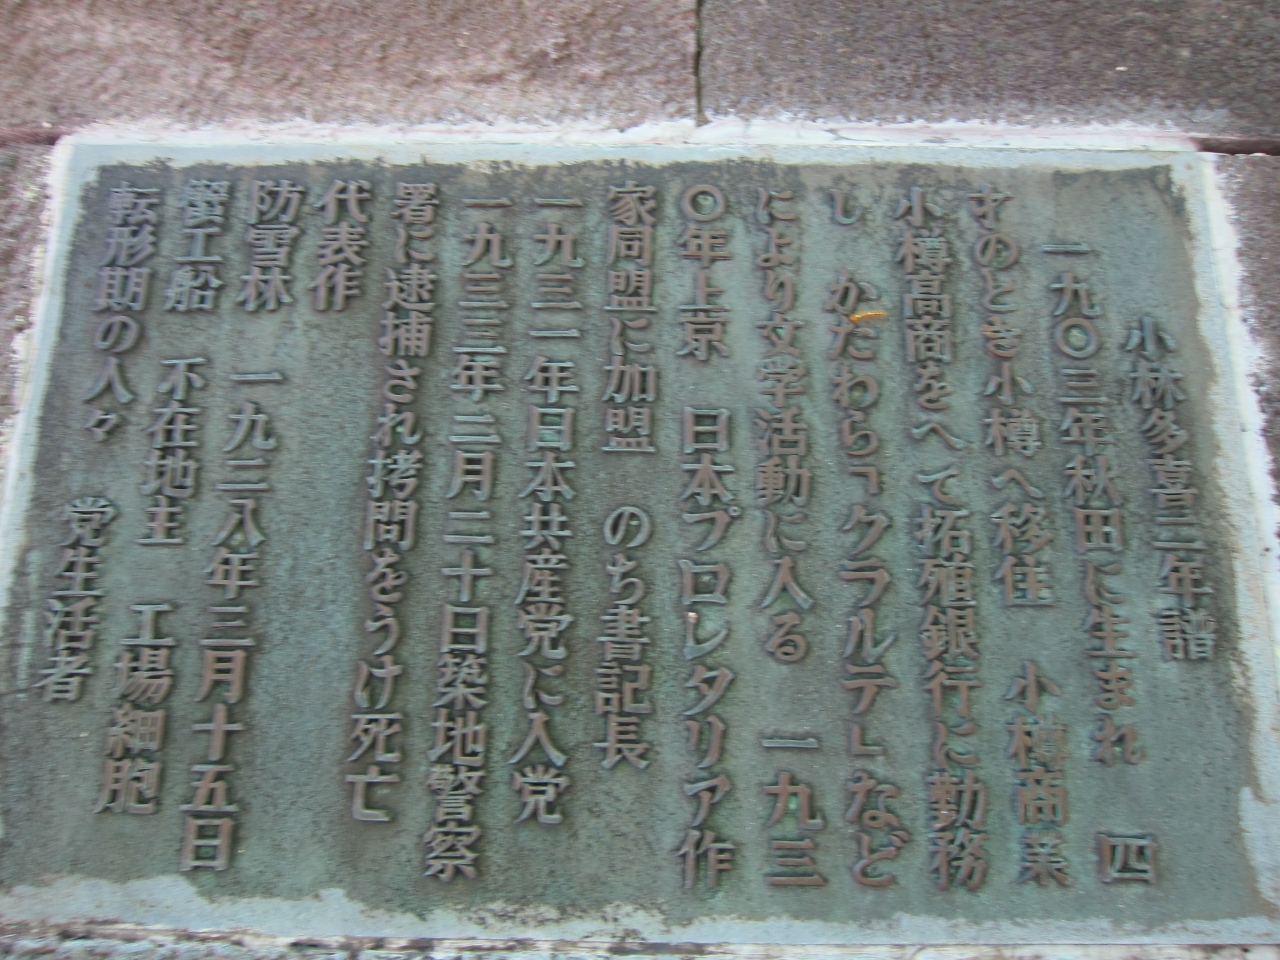 小林多喜二年譜
一九〇三年秋田に生まれ 四
才のとき小樽へ移住 小樽商業
小樽高商をへて拓殖銀行に勤務
し かたわら「クラルテ」など
により文学活動に入る 一九三
〇年上京 日本プロレタリア作
家同盟に加盟 のち書記長
一九三一年日本共産党に入党
一九三三年二月二十日築地警察
署に逮捕され拷問をうけ死亡
代表作
防雪林 一九二八年三月十五日
蟹工船 不在地主 工場細胞
転形期の人々 党生活者